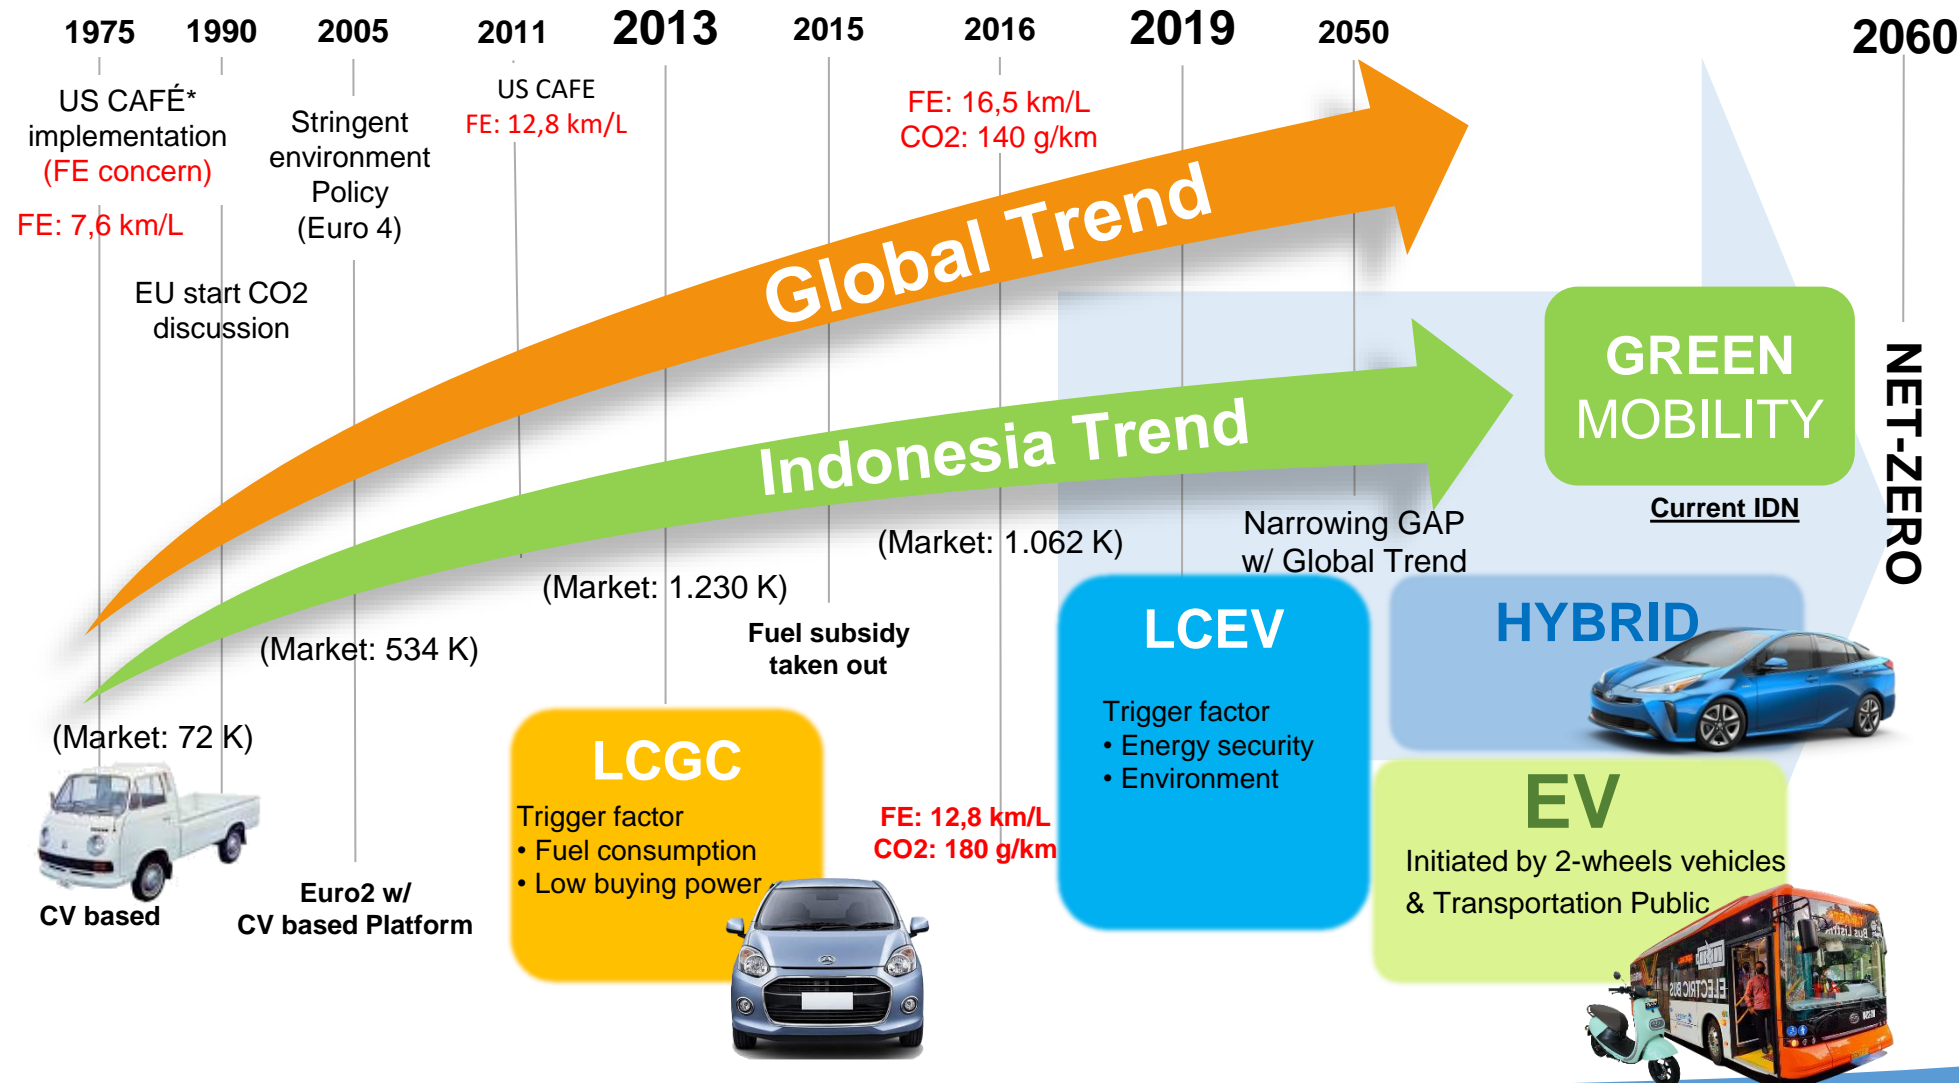 1975 1990 2005 2011 2013 2015 2016 2019 2050 2060
US CAFÉ*
implementation
(FE concern)
FE: 7,6 km/L
EU start CO2
discussion
Stringent
environment
Policy
(Euro 4)
US CAFE
FE: 12,8 km/L
FE: 16,5 km/L
CO2: 140 g/km
Global Trend
Indonesia Trend
GREEN
MOBILITY
Current IDN
NET-ZERO
(Market: 72 K)
(Market: 534 K)
(Market: 1.230 K)
(Market: 1.062 K)
Narrowing GAP
w/ Global Trend
Fuel subsidy
taken out
CV based
Euro2 w/
CV based Platform
LCGC
Trigger factor
• Fuel consumption
• Low buying power
FE: 12,8 km/L
CO2: 180 g/km
LCEV
Trigger factor
• Energy security
• Environment
HYBRID
EV
Initiated by 2-wheels vehicles
& Transportation Public
Bus Listrik
ELECTRIC BUS